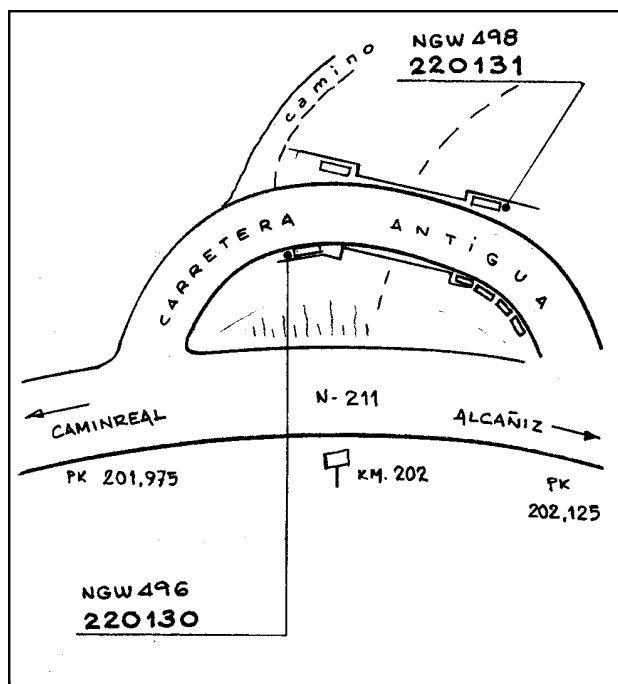 NGW 498
220131
camino
CARRETERA ANTIGUA
N-211
CAMINREAL
ALCAÑIZ
PK 201,975
KM. 202
PK
202,125
NGW 496
220130